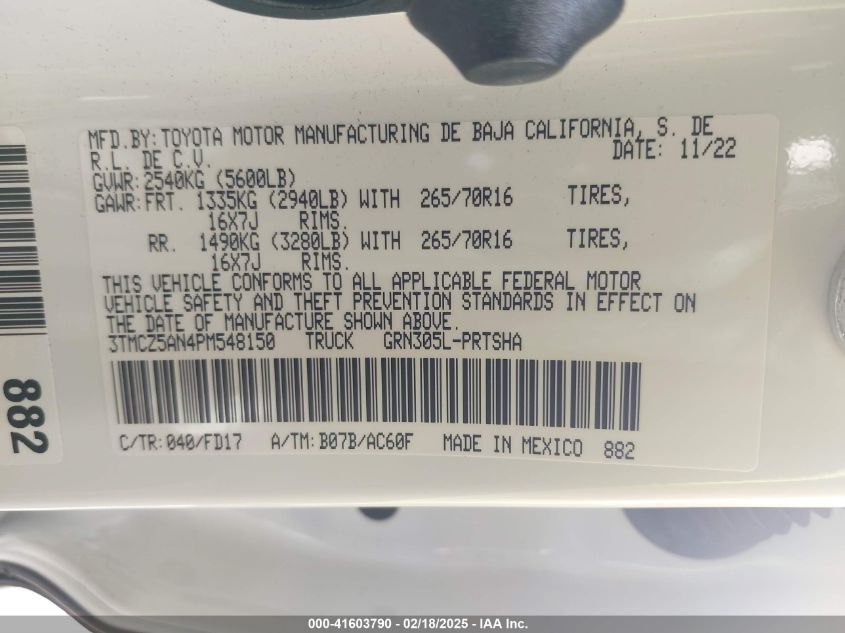 MFD.BY:TOYOTA MOTOR MANUFACTURING DE BAJA CALIFORNIA, S. DE
R.L. DE C.V. DATE: 11/22
GVWR:2540KG (5600LB)
GAWR:FRT. 1335KG (2940LB) WITH 265/70R16 TIRES,
16X7J RIMS.
RR. 1490KG (3280LB) WITH 265/70R16 TIRES,
16X7J RIMS.
THIS VEHICLE CONFORMS TO ALL APPLICABLE FEDERAL MOTOR
VEHICLE SAFETY AND THEFT PREVENTION STANDARDS IN EFFECT ON
THE DATE OF MANUFACTURE SHOWN ABOVE.
3TMCZ5AN4PM548150 TRUCK GRN305L-PRTSHA
C/TR:040/FD17 A/TM:B07B/AC60F MADE IN MEXICO 882
882
000-41603790 - 02/18/2025 - IAA Inc.